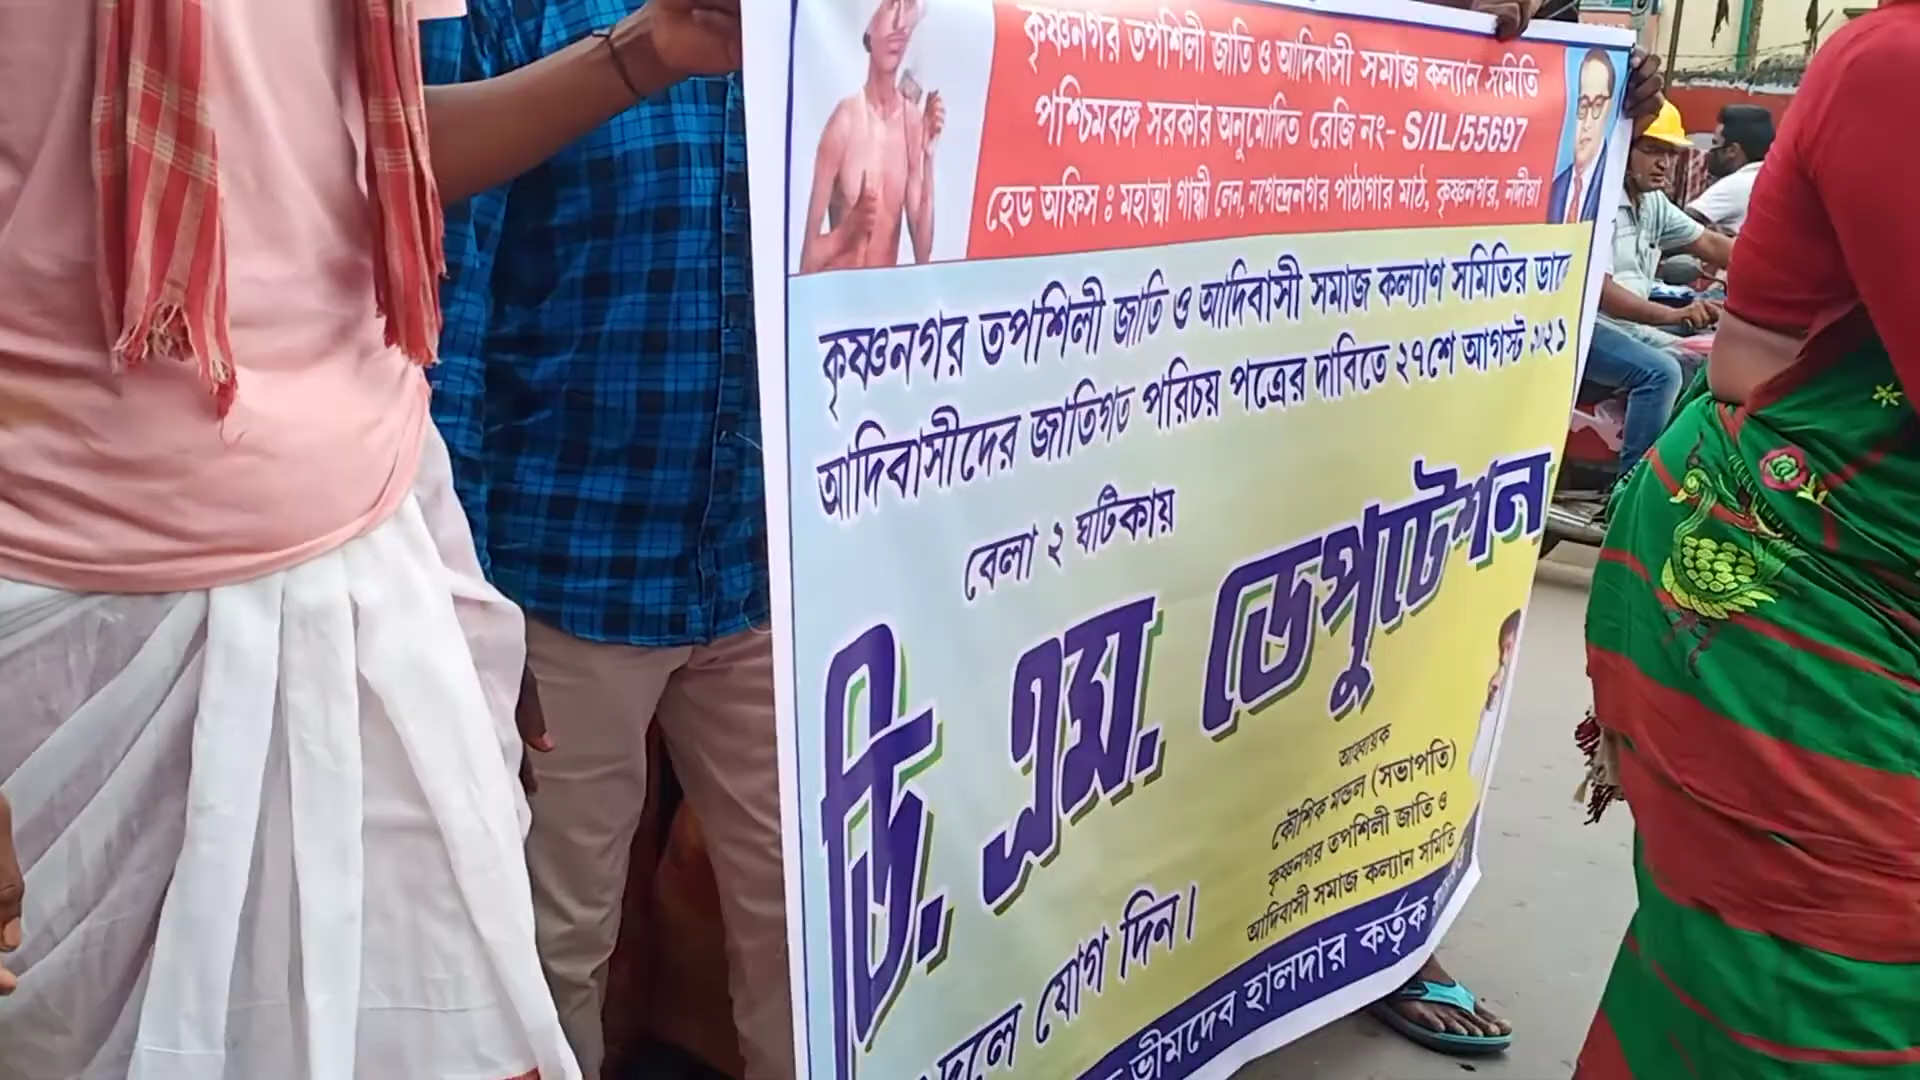 কৃষ্ণনগর তপশিলী জাতি ও আদিবাসী সমাজ কল্যান সমিতি
পশ্চিমবঙ্গ সরকার অনুমোদিত রেজি নং- S/IL/55697
হেড অফিস : মহাত্মা গান্ধী লেন, নগেন্দ্রনগর পাঠাগার মাঠ, কৃষ্ণনগর, নদীয়া
কৃষ্ণনগর তপশিলী জাতি ও আদিবাসী সমাজ কল্যাণ সমিতির
আদিবাসীদের জাতিগত পরিচয় পত্রের দাবিতে ২৭শে আগস্ট ২০২১
বেলা ২ ঘটিকায়
ডি. এম. ডেপুটেশন
আহ্বায়ক
কৌশিক মন্ডল (সভাপতি)
কৃষ্ণনগর তপশিলী জাতি ও
আদিবাসী সমাজ কল্যান সমিতি
যোগ দিন।
ভীমদেব হালদার কর্তৃক